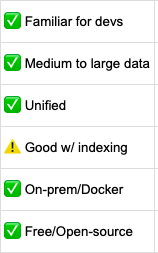 ✅ Familiar for devs
✅ Medium to large data
✅ Unified
⚠️ Good w/ indexing
✅ On-prem/Docker
✅ Free/Open-source